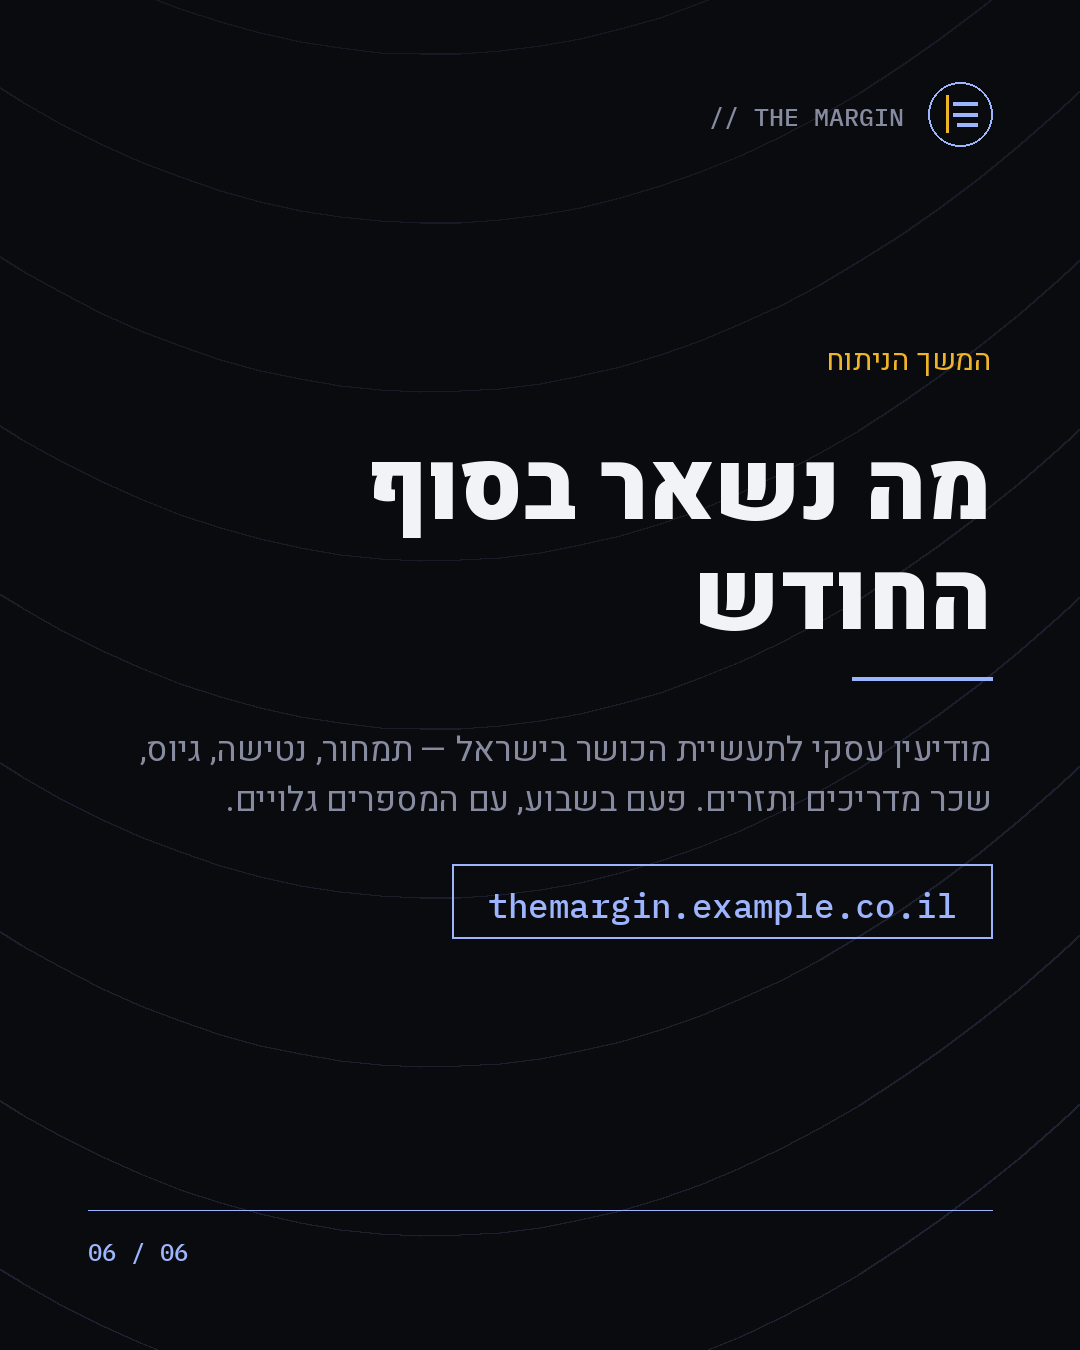 // THE MARGIN
המשך הניתוח
מה נשאר בסוף
החודש
מודיעין עסקי לתעשיית הכושר בישראל — תמחור, נטישה, גיוס,
שכר מדריכים ותזרים. פעם בשבוע, עם המספרים גלויים.
themargin.example.co.il
06 / 06